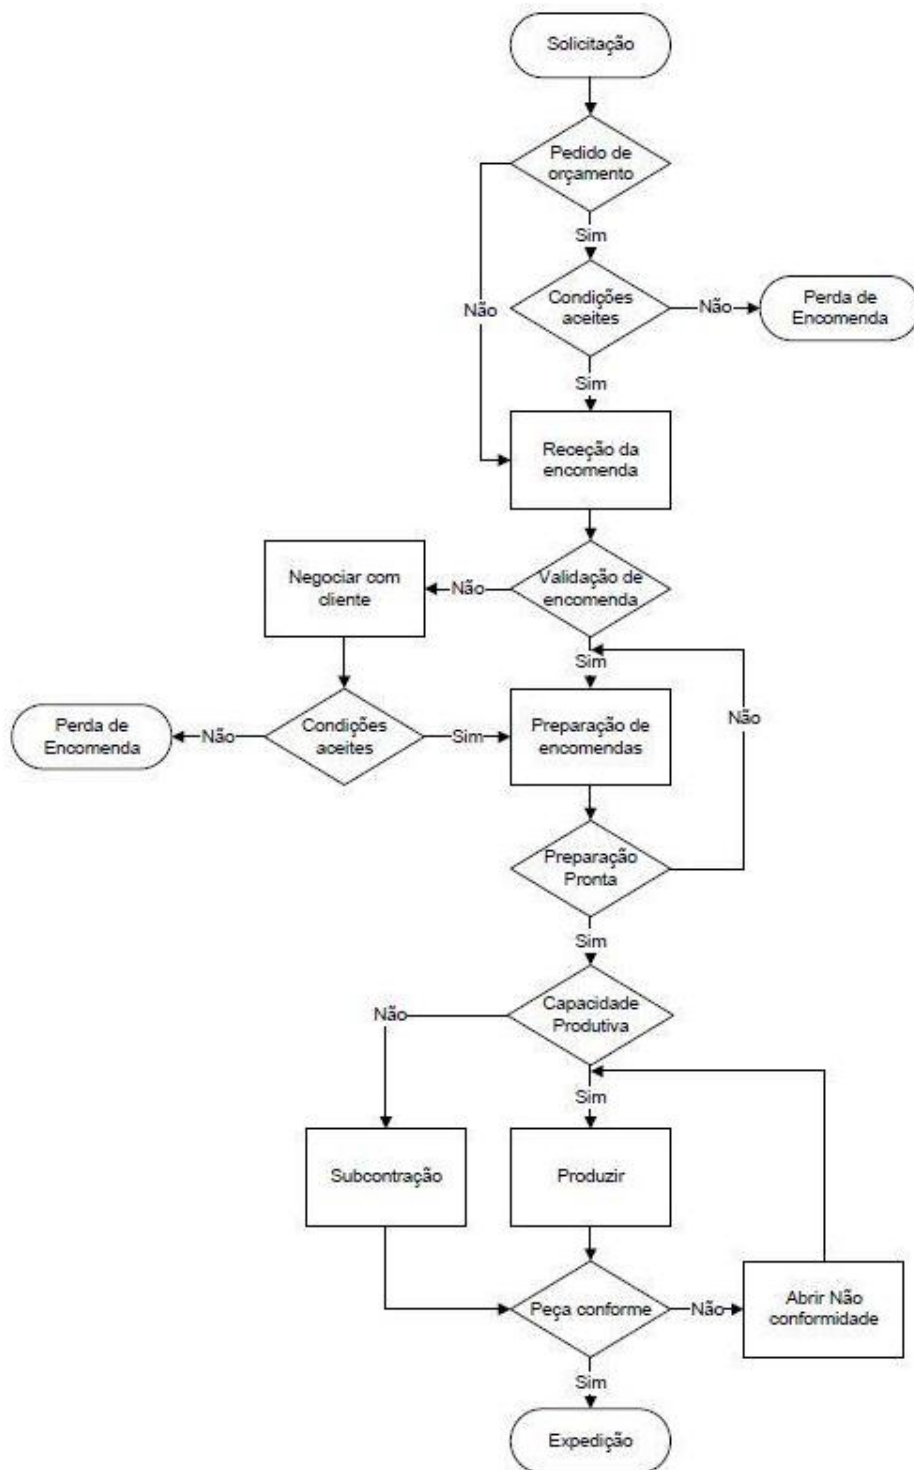 Solicitação
Pedido de
orçamento
Sim
Condições
aceites
Não
Perda de
Encomenda
Não
Sim
Receção da
encomenda
Negociar com
cliente
Não
Validação de
encomenda
Sim
Perda de
Encomenda
Não
Condições
aceites
Sim
Preparação de
encomendas
Não
Preparação
Pronta
Sim
Capacidade
Produtiva
Não
Sim
Subcontração
Produzir
Peça conforme
Não
Abrir Não
conformidade
Sim
Expedição